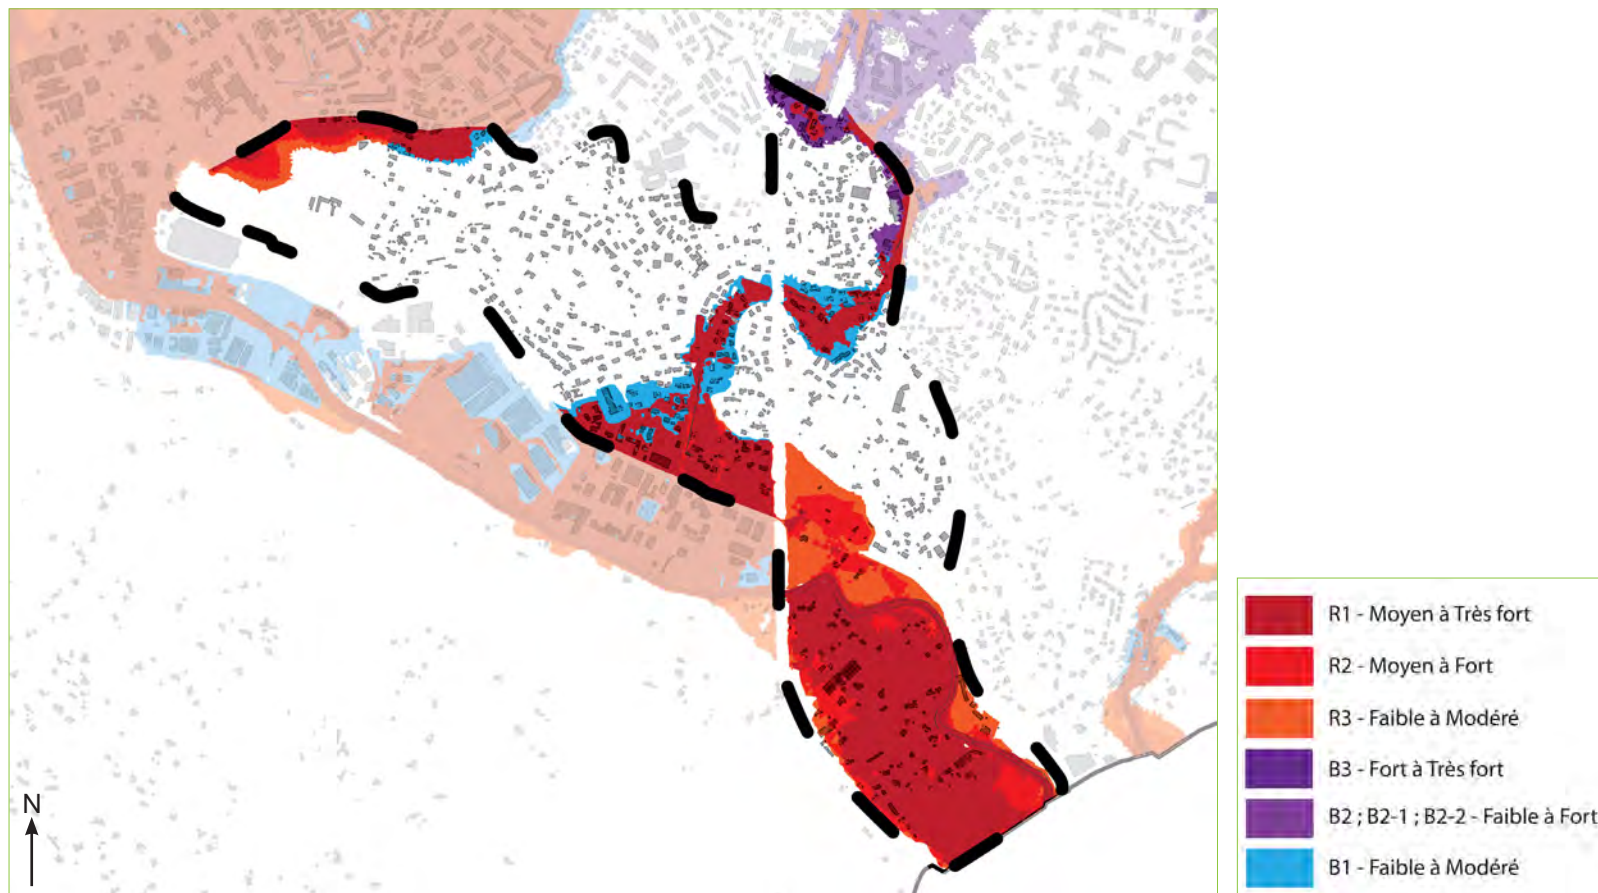 N
R1 - Moyen à Très fort
R2 - Moyen à Fort
R3 - Faible à Modéré
B3 - Fort à Très fort
B2 ; B2-1 ; B2-2 - Faible à Fort
B1 - Faible à Modéré